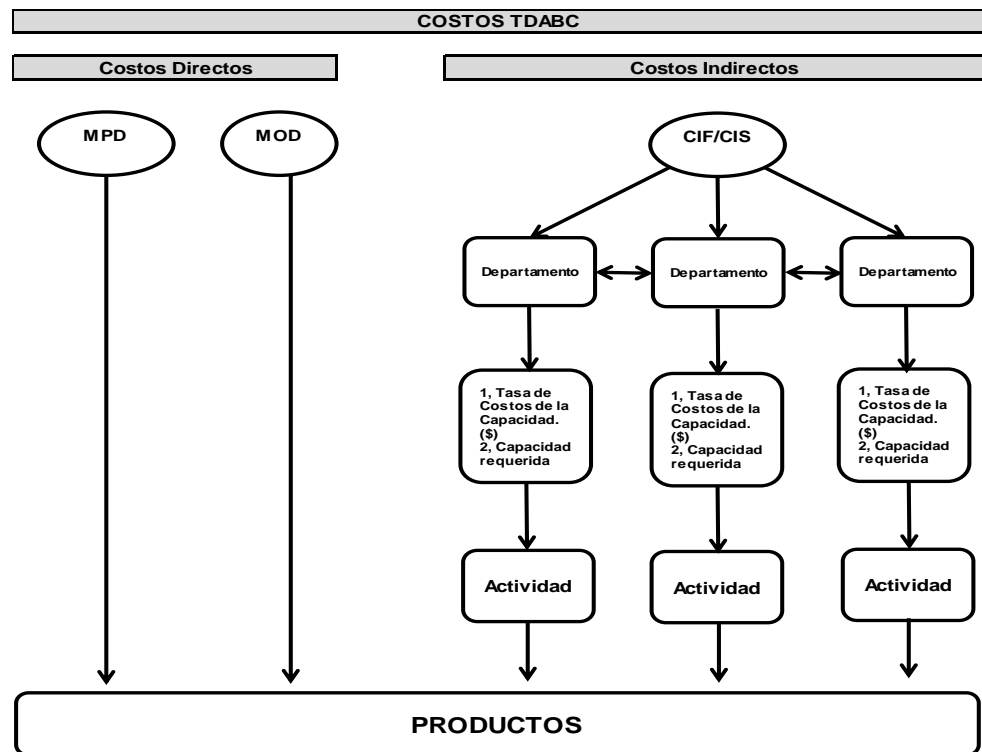 COSTOS TDABC
Costos Directos
Costos Indirectos
MPD
MOD
CIF/CIS
Departamento
Departamento
Departamento
1, Tasa de
Costos de la
Capacidad.
($)
2, Capacidad
requerida
1, Tasa de
Costos de la
Capacidad.
($)
2, Capacidad
requerida
1, Tasa de
Costos de la
Capacidad.
($)
2, Capacidad
requerida
Actividad
Actividad
Actividad
PRODUCTOS